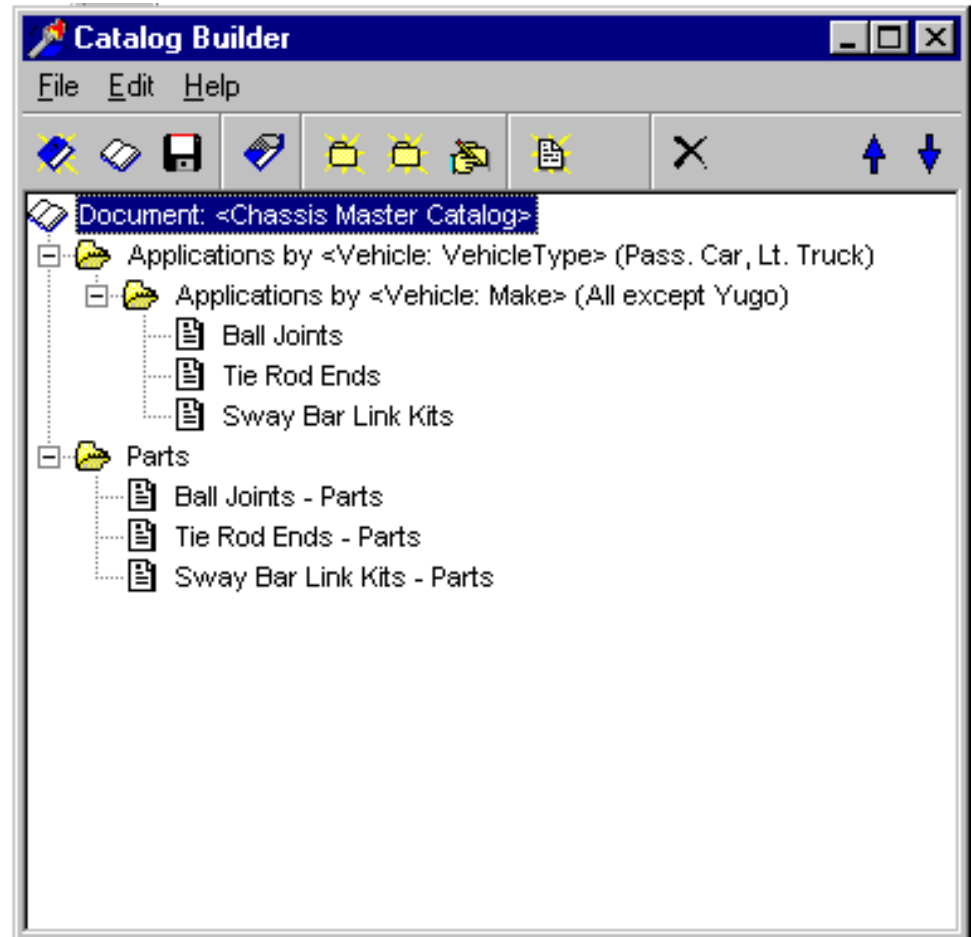 Catalog Builder
File Edit Help
Document: <Chassis Master Catalog>
Applications by <Vehicle: VehicleType> (Pass. Car, Lt. Truck)
Applications by <Vehicle: Make> (All except Yugo)
Ball Joints
Tie Rod Ends
Sway Bar Link Kits
Parts
Ball Joints - Parts
Tie Rod Ends - Parts
Sway Bar Link Kits - Parts